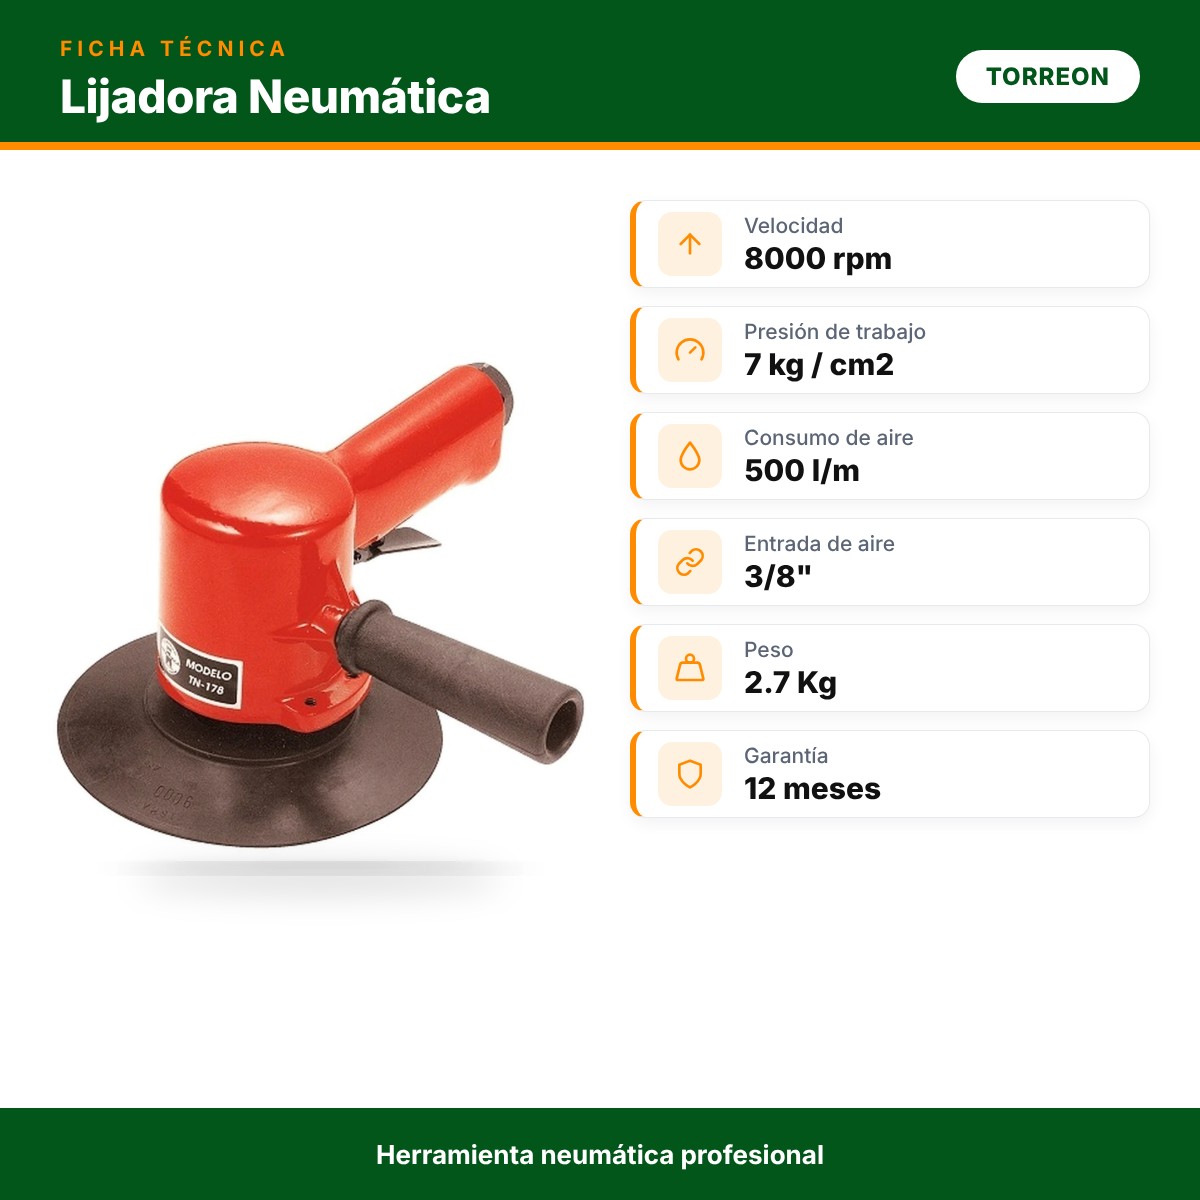 FICHA TÉCNICA
Lijadora Neumática
TORREON
Velocidad
8000 rpm
Presión de trabajo
7 kg / cm2
Consumo de aire
500 l/m
Entrada de aire
3/8"
Peso
2.7 Kg
Garantía
12 meses
MODELO
TN-178
Herramienta neumática profesional